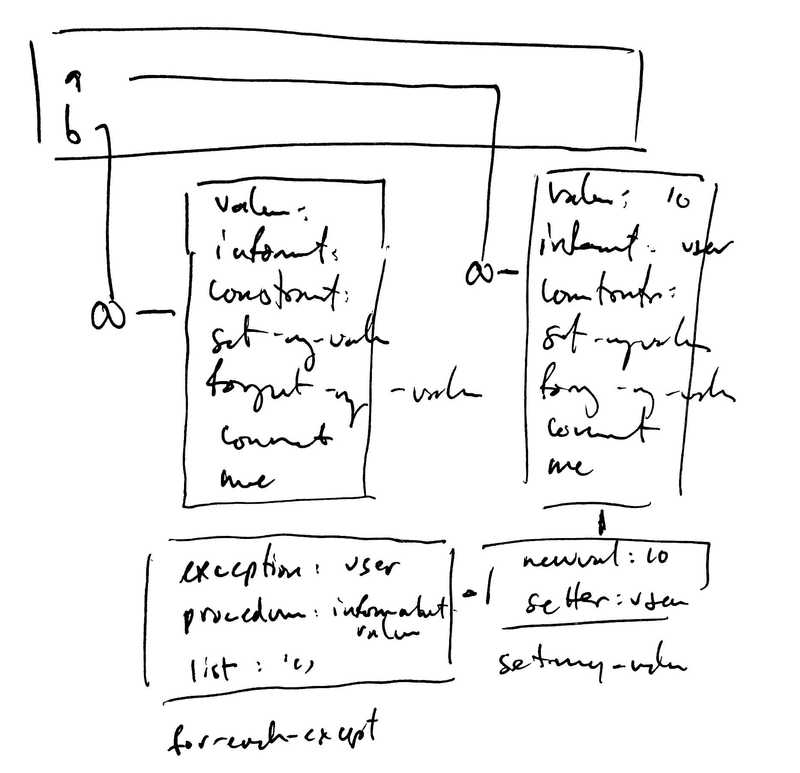 a
b
value:
informant:
constraint:
set-my-value
forget-my-value
connect
me
value: 10
informant: user
constraints:
set-my-value
forg-my-value
connect
me
exception: user
procedure: inform-about-value
list: '()
for-each-except
newval: 10
setter: user
set-my-value